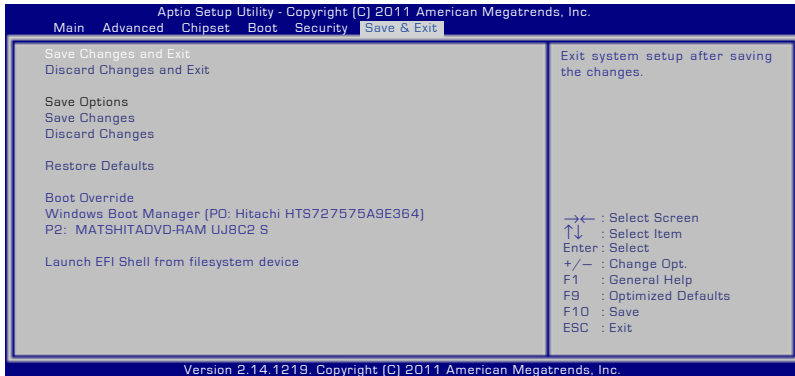 Aptio Setup Utility - Copyright (C) 2011 American Megatrends, Inc.
Main Advanced Chipset Boot Security Save & Exit
Save Changes and Exit
Discard Changes and Exit
Save Options
Save Changes
Discard Changes
Restore Defaults
Boot Override
Windows Boot Manager (P0: Hitachi HTS727575A9E364)
P2: MATSHITADVD-RAM UJ8C2 S
Launch EFI Shell from filesystem device
Exit system setup after saving
the changes.
→← : Select Screen
↑↓ : Select Item
Enter : Select
+/— : Change Opt.
F1 : General Help
F9 : Optimized Defaults
F10 : Save
ESC : Exit
Version 2.14.1219. Copyright (C) 2011 American Megatrends, Inc.